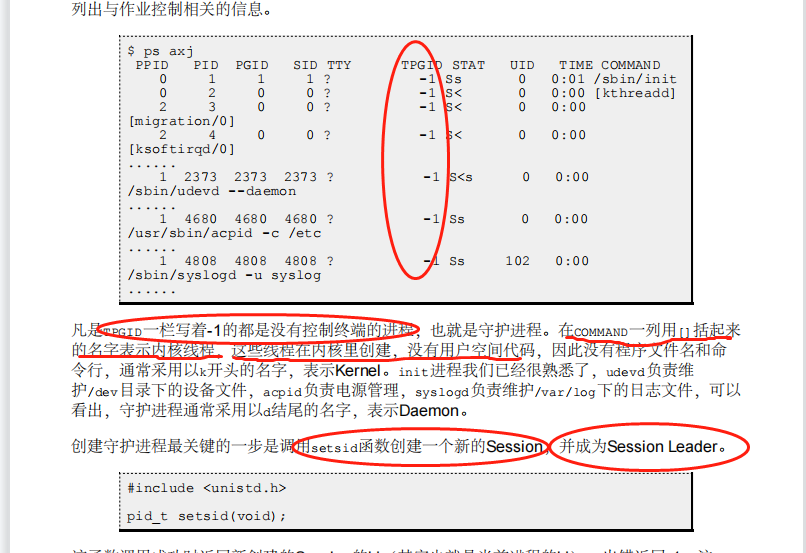 列出与作业控制相关的信息。
$ ps axj
PPID PID PGID SID TTY TPGID STAT UID TIME COMMAND
0 1 1 1 ? -1 Ss 0 0:01 /sbin/init
0 2 0 0 ? -1 S< 0 0:00 [kthreadd]
2 3 0 0 ? -1 S< 0 0:00
[migration/0]
2 4 0 0 ? -1 S< 0 0:00
[ksoftirqd/0]
......
1 2373 2373 2373 ? -1 S<s 0 0:00
/sbin/udevd --daemon
......
1 4680 4680 4680 ? -1 Ss 0 0:00
/usr/sbin/acpid -c /etc
......
1 4808 4808 4808 ? -1 Ss 102 0:00
/sbin/syslogd -u syslog
......
凡是TPGID一栏写着-1的都是没有控制终端的进程，也就是守护进程。在COMMAND一列用[]括起来
的名字表示内核线程，这些线程在内核里创建，没有用户空间代码，因此没有程序文件名和命
令行，通常采用以k开头的名字，表示Kernel。init进程我们已经很熟悉了，udevd负责维
护/dev目录下的设备文件，acpid负责电源管理，syslogd负责维护/var/log下的日志文件，可以
看出，守护进程通常采用以d结尾的名字，表示Daemon。
创建守护进程最关键的一步是调用setsid函数创建一个新的Session，并成为Session Leader。
#include <unistd.h>
pid_t setsid(void);